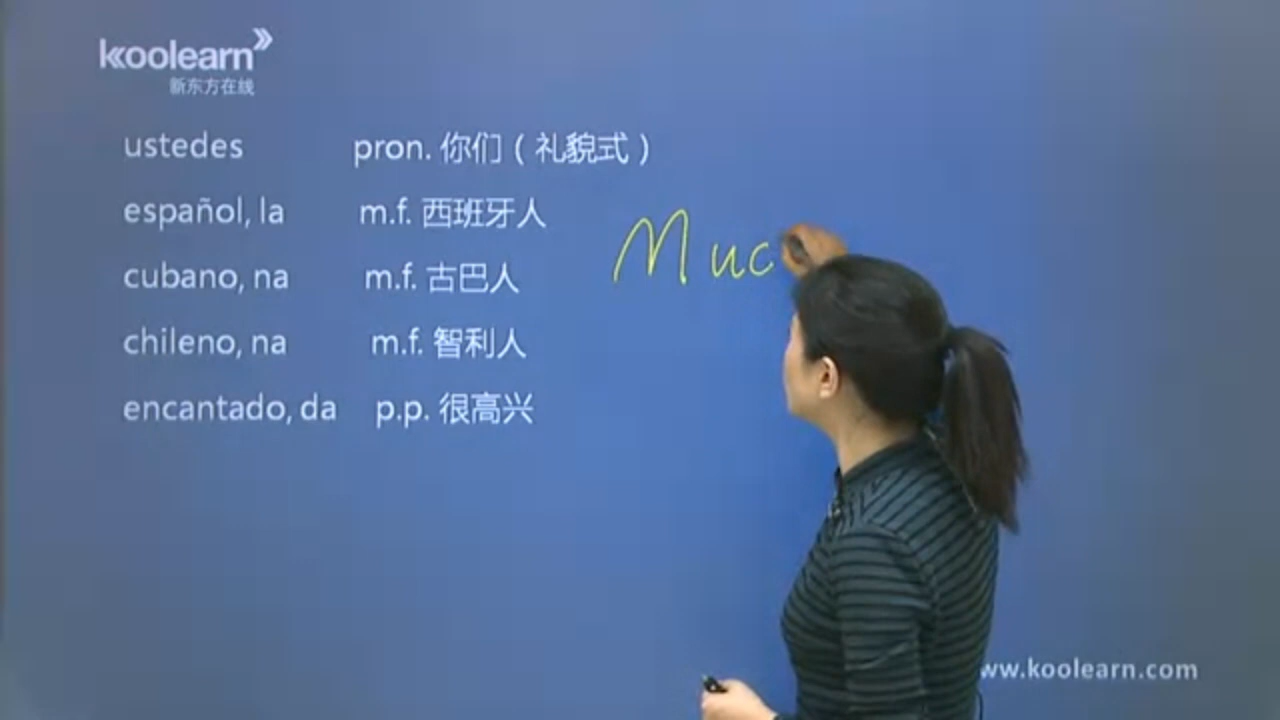 koolearn
新东方在线
ustedes pron. 你们（礼貌式）
español, la m.f. 西班牙人
Muc
cubano, na m.f. 古巴人
chileno, na m.f. 智利人
encantado, da p.p. 很高兴
ww.koolearn.com